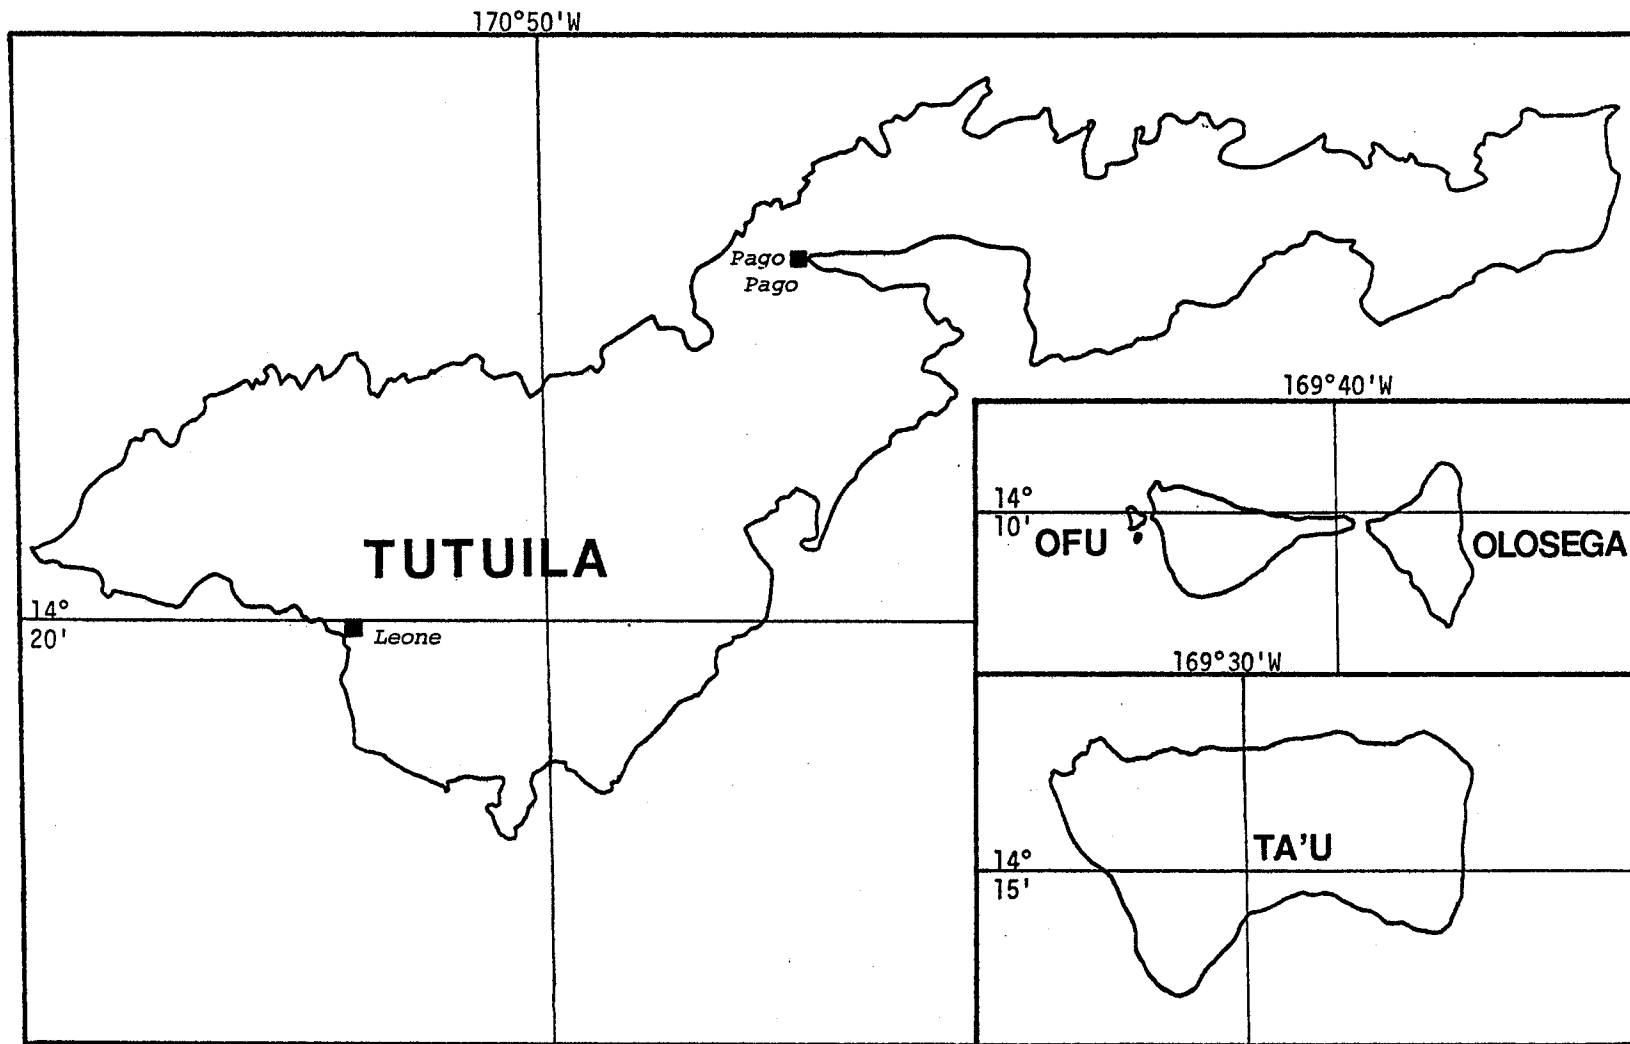 170°50'W
Pago
Pago
TUTUILA
14°
20'
Leone
169°40'W
14°
10'
OFU
OLOSEGA
169°30'W
TA'U
14°
15'